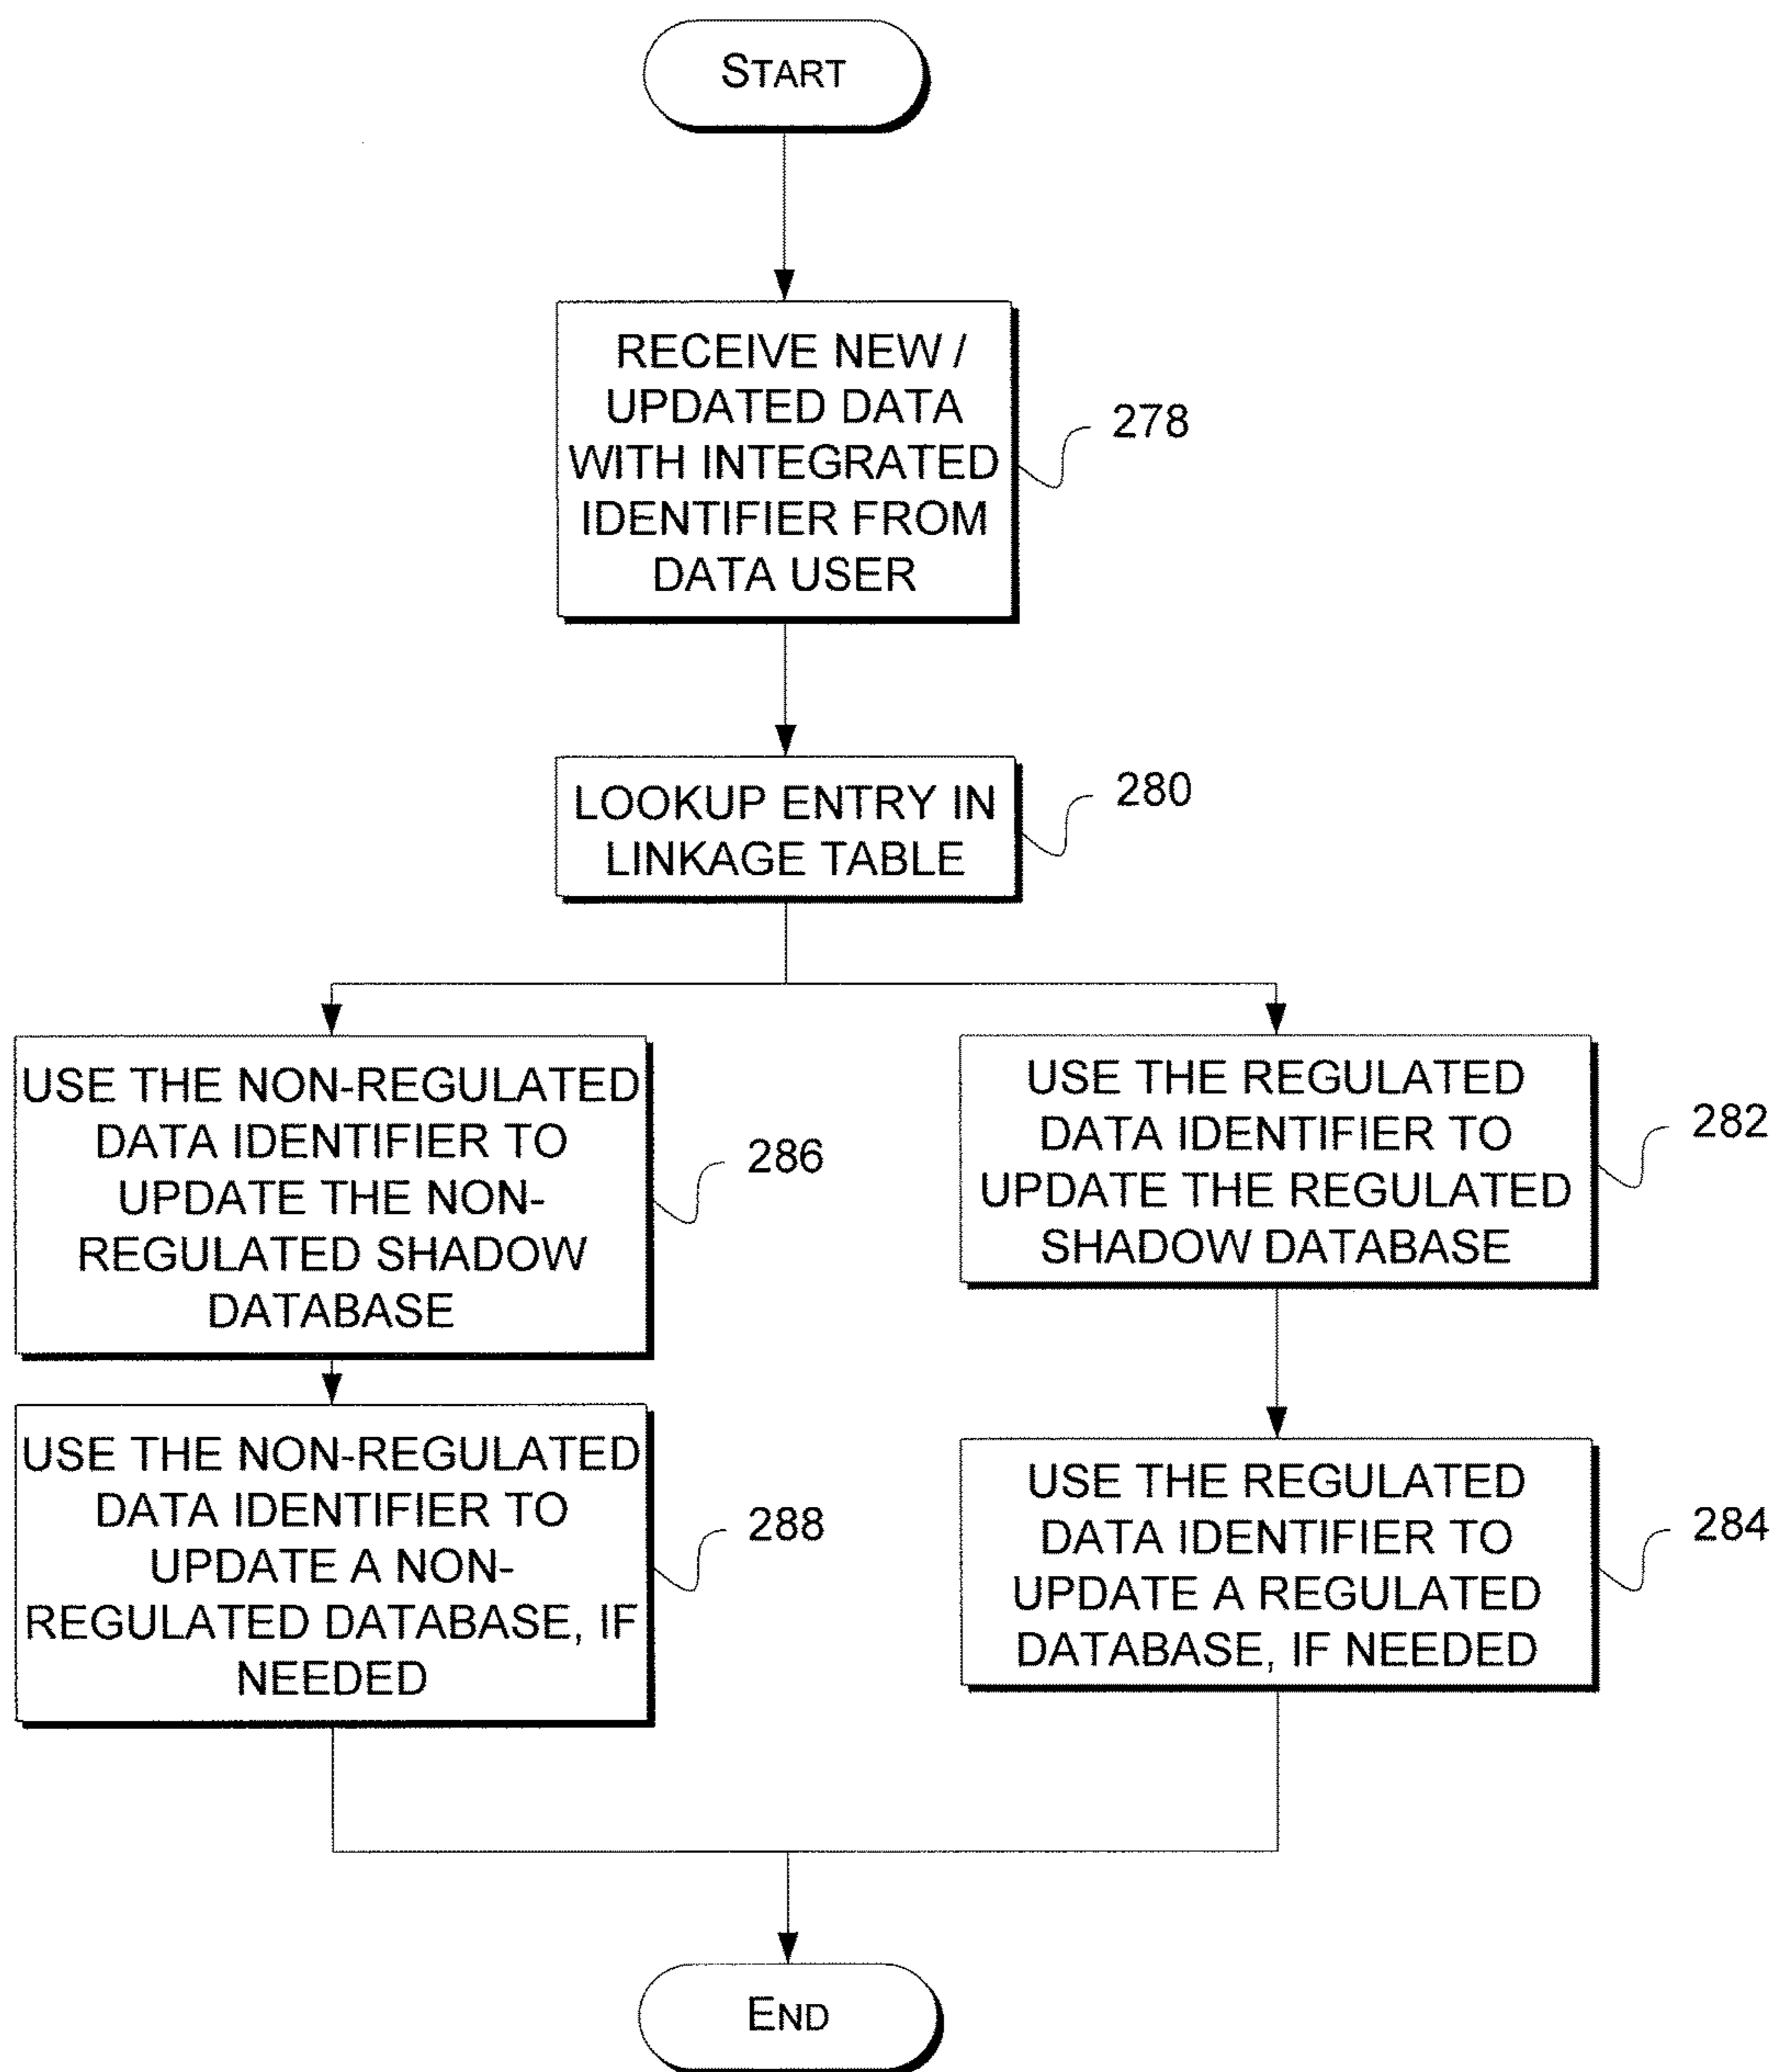 START
RECEIVE NEW /
UPDATED DATA
WITH INTEGRATED
IDENTIFIER FROM
DATA USER
278
LOOKUP ENTRY IN
LINKAGE TABLE
280
USE THE NON-REGULATED
DATA IDENTIFIER TO
UPDATE THE NON-
REGULATED SHADOW
DATABASE
286
USE THE REGULATED
DATA IDENTIFIER TO
UPDATE THE REGULATED
SHADOW DATABASE
282
USE THE NON-REGULATED
DATA IDENTIFIER TO
UPDATE A NON-
REGULATED DATABASE, IF
NEEDED
288
USE THE REGULATED
DATA IDENTIFIER TO
UPDATE A REGULATED
DATABASE, IF NEEDED
284
END